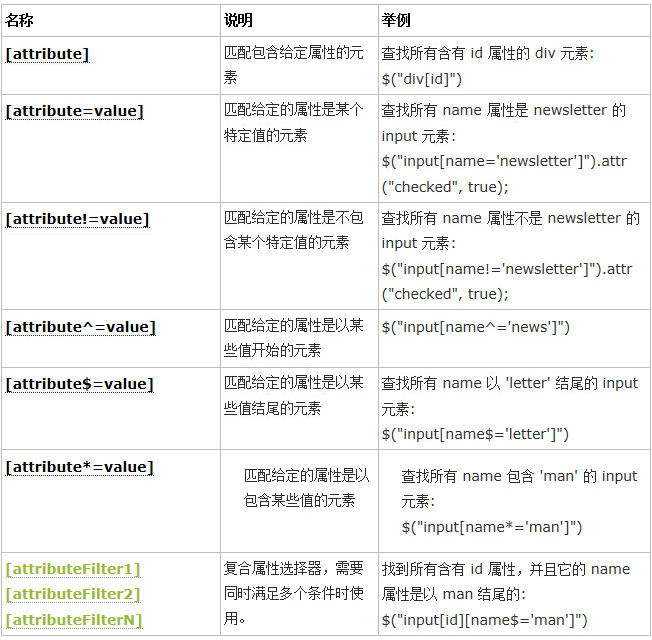 名称 说明 举例
[attribute] 匹配包含给定属性的元 查找所有含有 id 属性的 div 元素:
素 $("div[id]")
[attribute=value] 匹配给定的属性是某个 查找所有 name 属性是 newsletter 的
特定值的元素 input 元素:
$("input[name='newsletter']").attr
("checked", true);
[attribute!=value] 匹配给定的属性是不包 查找所有 name 属性不是 newsletter 的
含某个特定值的元素 input 元素:
$("input[name!='newsletter']").attr
("checked", true);
[attribute^=value] 匹配给定的属性是以某 $("input[name^='news']")
些值开始的元素
[attribute$=value] 匹配给定的属性是以某 查找所有 name 以 'letter' 结尾的 input
些值结尾的元素 元素:
$("input[name$='letter']")
[attribute*=value] 匹配给定的属性是以 查找所有 name 包含 'man' 的 input
包含某些值的元素 元素:
$("input[name*='man']")
[attributeFilter1] 复合属性选择器，需要 找到所有含有 id 属性，并且它的 name
[attributeFilter2] 同时满足多个条件时使 属性是以 man 结尾的:
[attributeFilterN] 用。 $("input[id][name$='man']")